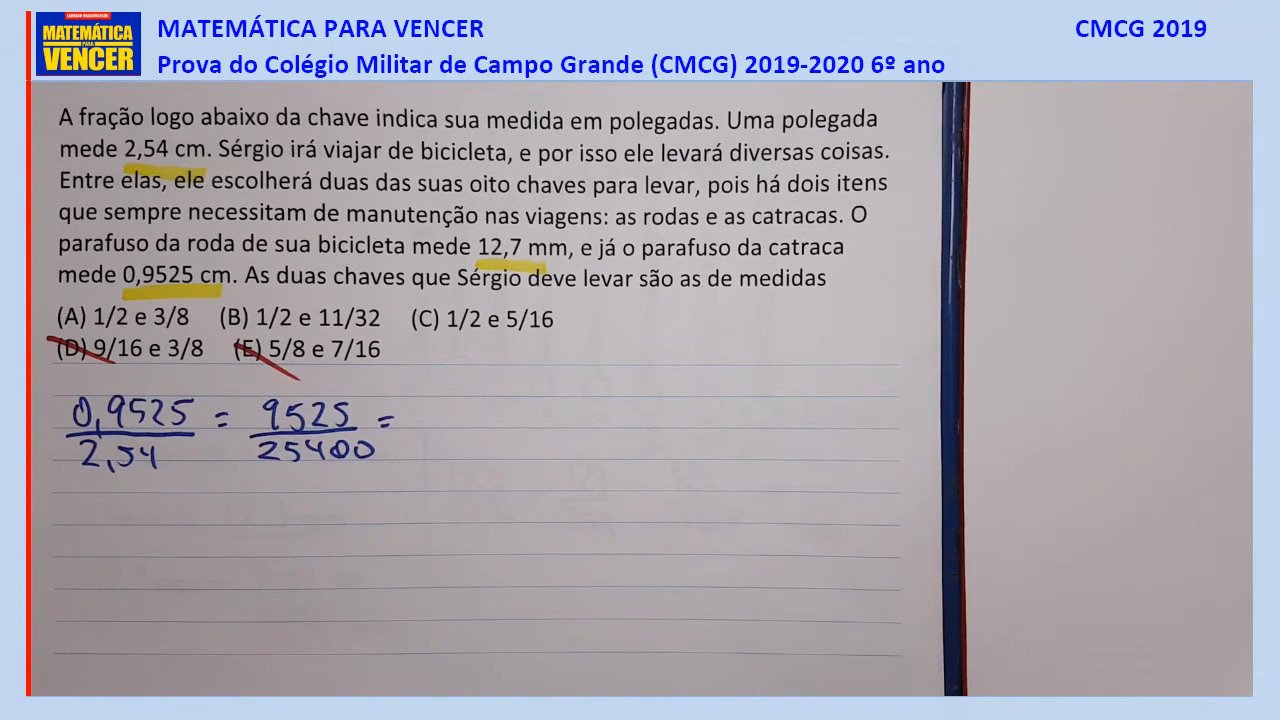 LAÉRCIO VASCONCELOS
MATEMÁTICA
PARA
VENCER
MATEMÁTICA PARA VENCER
CMCG 2019
Prova do Colégio Militar de Campo Grande (CMCG) 2019-2020 6º ano
A fração logo abaixo da chave indica sua medida em polegadas. Uma polegada
mede 2,54 cm. Sérgio irá viajar de bicicleta, e por isso ele levará diversas coisas.
Entre elas, ele escolherá duas das suas oito chaves para levar, pois há dois itens
que sempre necessitam de manutenção nas viagens: as rodas e as catracas. O
parafuso da roda de sua bicicleta mede 12,7 mm, e já o parafuso da catraca
mede 0,9525 cm. As duas chaves que Sérgio deve levar são as de medidas
(A) 1/2 e 3/8 (B) 1/2 e 11/32 (C) 1/2 e 5/16
(D) 9/16 e 3/8 (E) 5/8 e 7/16
0,9525 = 9525 =
2,54 25400